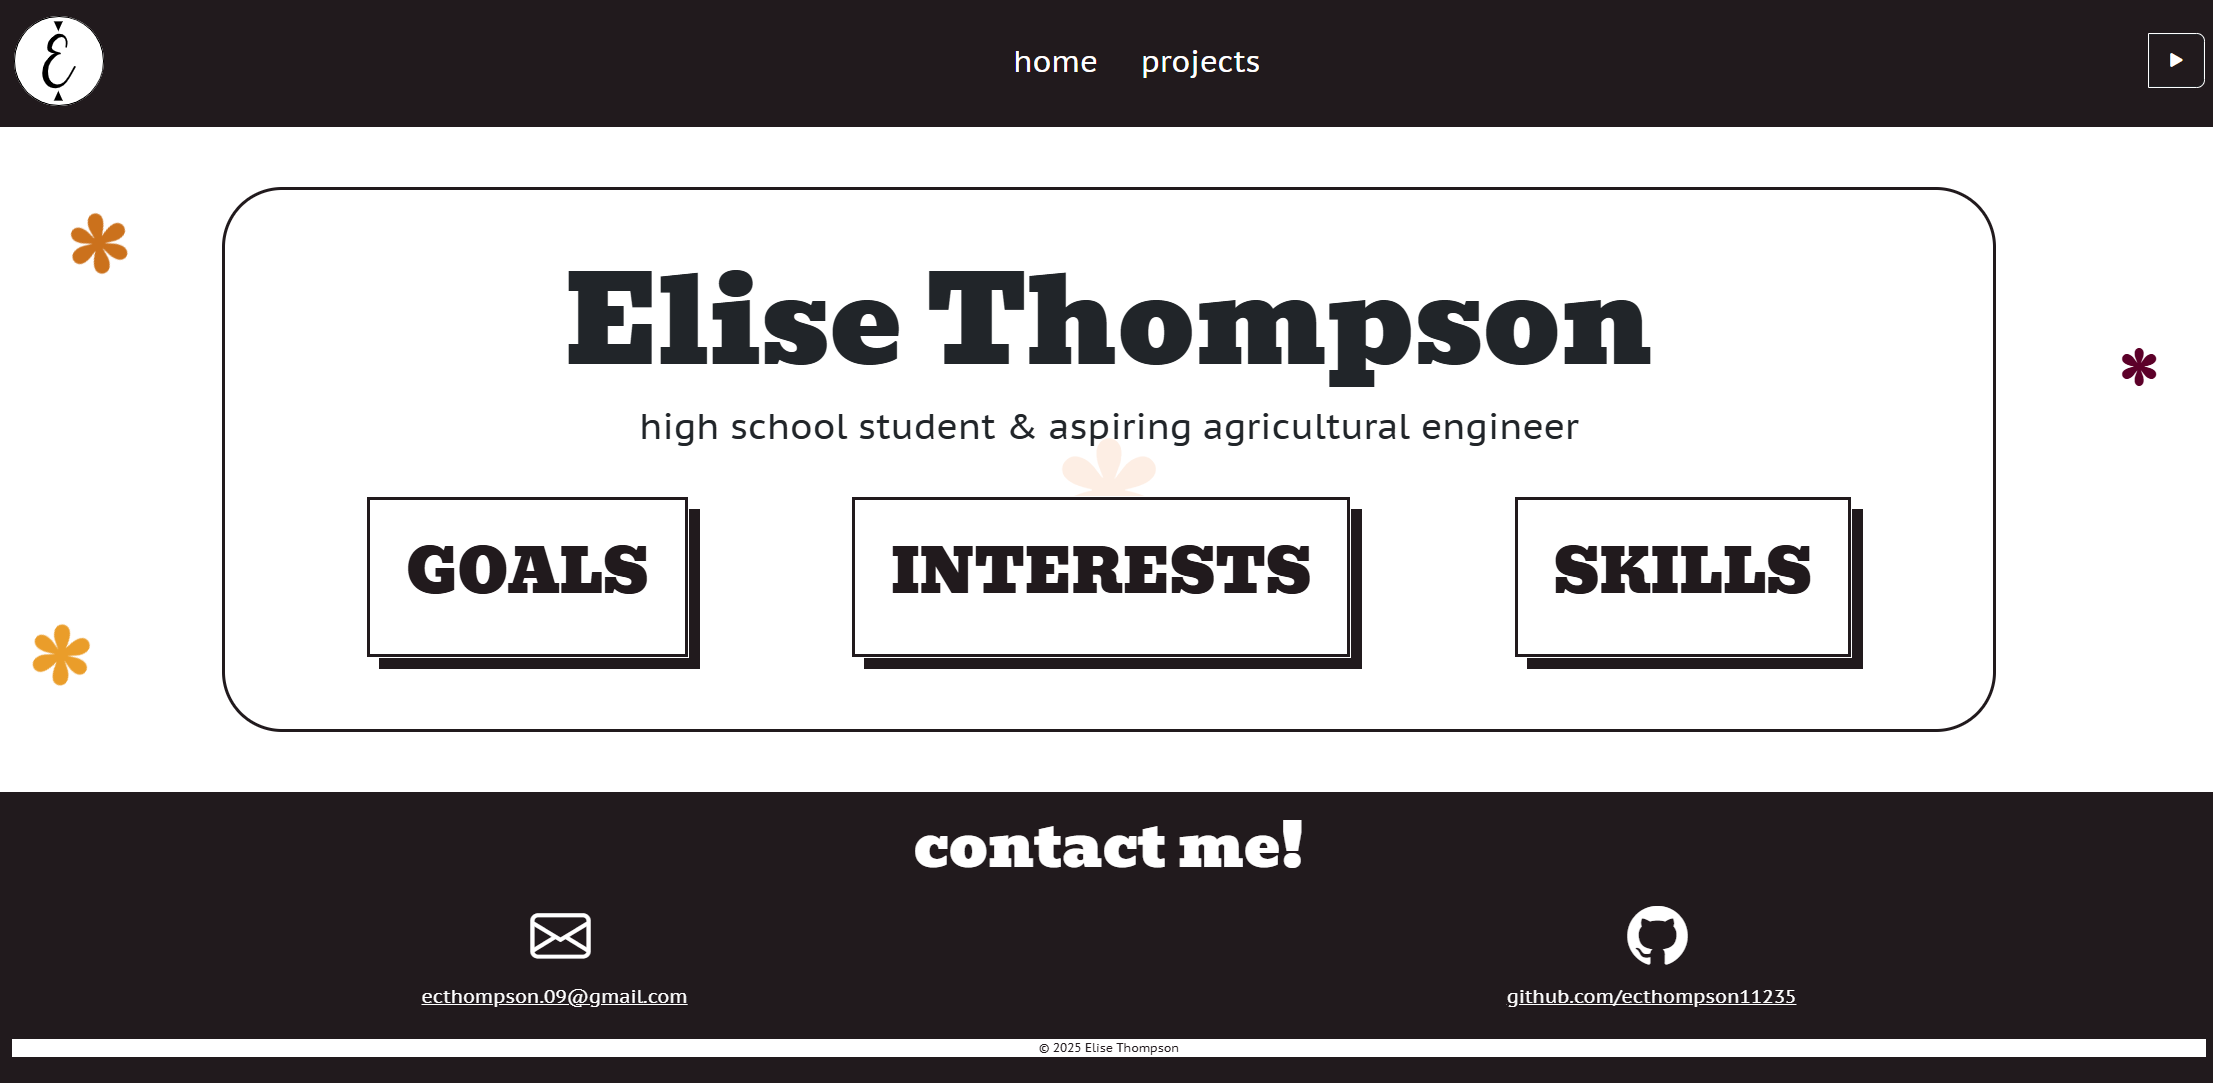 E
home projects
Elise Thompson
high school student & aspiring agricultural engineer
GOALS INTERESTS SKILLS
contact me!
ecthompson.09@gmail.com github.com/ecthompson11235
© 2025 Elise Thompson